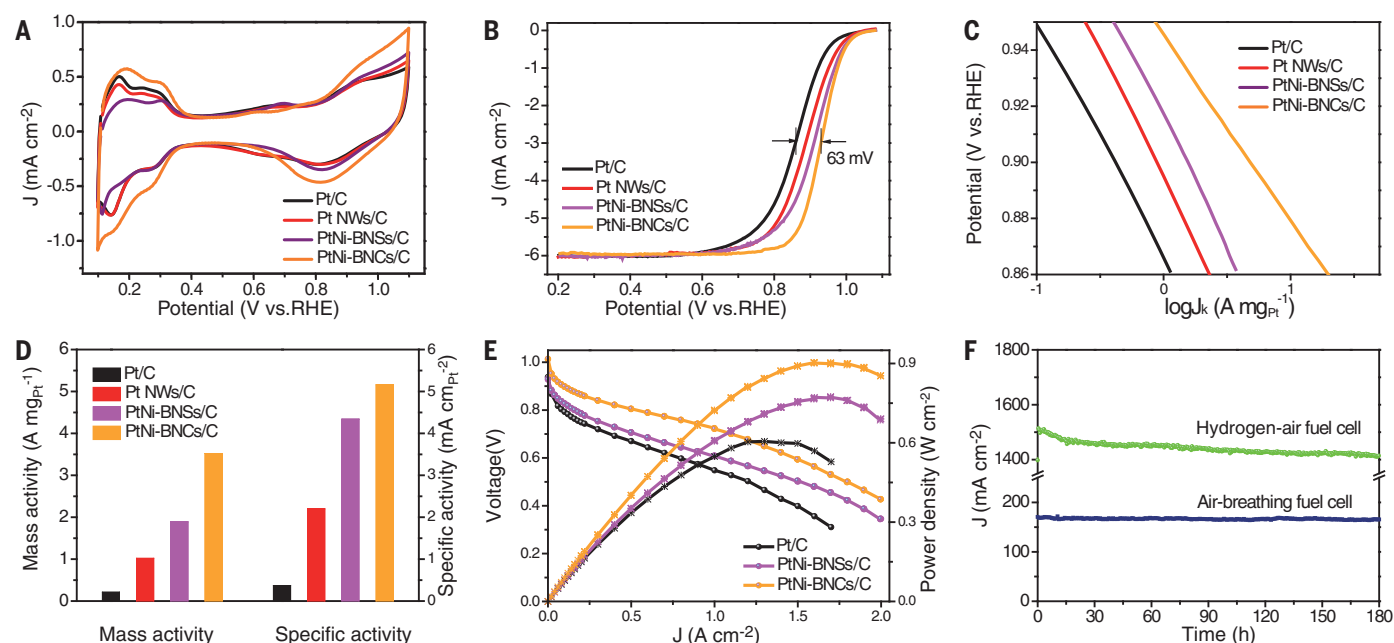 A
1.0
0.5
0.0
-0.5
-1.0
J (mA cm-2)
Pt/C
Pt NWs/C
PtNi-BNSs/C
PtNi-BNCs/C
0.2 0.4 0.6 0.8 1.0
Potential (V vs.RHE)
B
0
-1
-2
-3
-4
-5
-6
J (mA cm-2)
63 mV
Pt/C
Pt NWs/C
PtNi-BNSs/C
PtNi-BNCs/C
0.2 0.4 0.6 0.8 1.0
Potential (V vs.RHE)
C
0.94
0.92
0.90
0.88
0.86
Potential (V vs.RHE)
Pt/C
Pt NWs/C
PtNi-BNSs/C
PtNi-BNCs/C
-1 0 1
logJk (A mgPt-1)
D
6
5
4
3
2
1
0
Mass activity (A mgPt-1)
Pt/C
Pt NWs/C
PtNi-BNSs/C
PtNi-BNCs/C
6
5
4
3
2
1
0
Specific activity (mA cmPt-2)
Mass activity Specific activity
E
1.0
0.8
0.6
0.4
0.2
0.0
Voltage(V)
0.9
0.6
0.3
0.0
Power density (W cm-2)
Pt/C
PtNi-BNSs/C
PtNi-BNCs/C
0.0 0.5 1.0 1.5 2.0
J (A cm-2)
F
1800
1600
1400
200
100
0
J (mA cm-2)
Hydrogen-air fuel cell
Air-breathing fuel cell
0 30 60 90 120 150 180
Time (h)